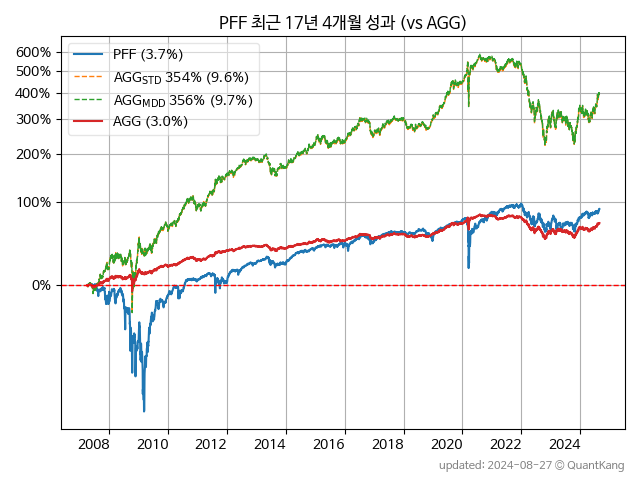 PFF 최근 17년 4개월 성과 (vs AGG)
600%
500%
400%
300%
200%
100%
0%
PFF (3.7%)
AGG_STD 354% (9.6%)
AGG_MDD 356% (9.7%)
AGG (3.0%)
2008 2010 2012 2014 2016 2018 2020 2022 2024
updated: 2024-08-27 © QuantKang